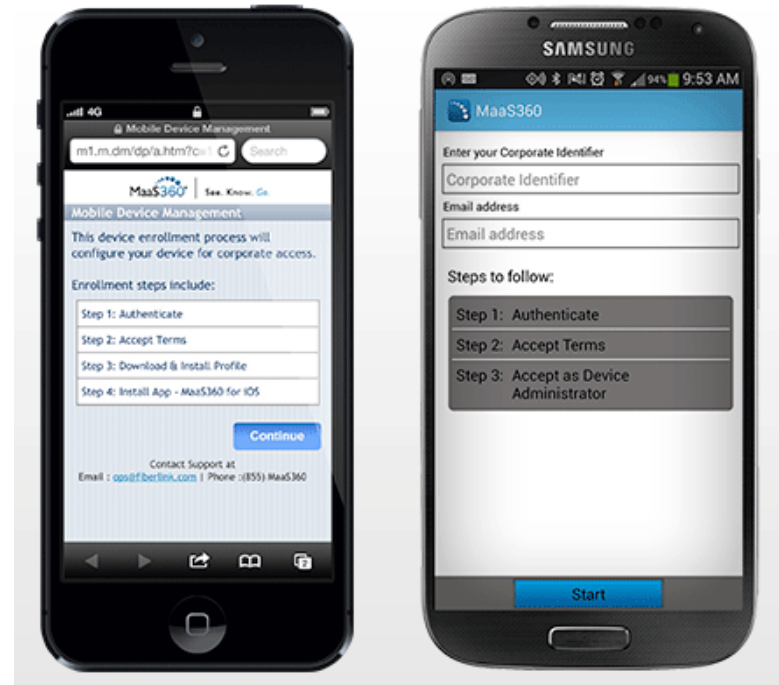 4G
Mobile Device Management
m1.m.dm/dp/a.htm?c=1
Search
MaaS360 See. Know. Go.
Mobile Device Management
This device enrollment process will
configure your device for corporate access.
Enrollment steps include:
Step 1: Authenticate
Step 2: Accept Terms
Step 3: Download & Install Profile
Step 4: Install App - MaaS360 for iOS
Continue
Contact Support at
Email : ops@fiberlink.com | Phone :(855) MaaS360
2
SAMSUNG
94% 9:53 AM
MaaS360
Enter your Corporate Identifier
Corporate Identifier
Email address
Email address
Steps to follow:
Step 1: Authenticate
Step 2: Accept Terms
Step 3: Accept as Device
Administrator
Start